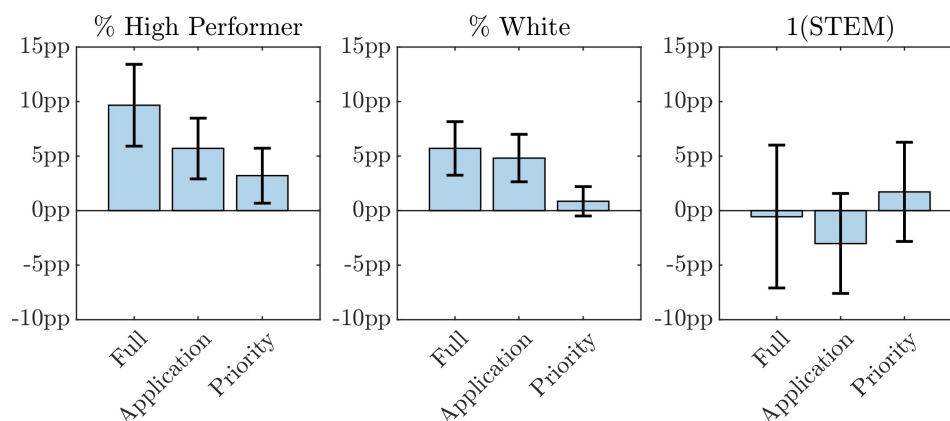 % High Performer
15pp
10pp
5pp
0pp
-5pp
-10pp
Full
Application
Priority
% White
15pp
10pp
5pp
0pp
-5pp
-10pp
Full
Application
Priority
1(STEM)
15pp
10pp
5pp
0pp
-5pp
-10pp
Full
Application
Priority